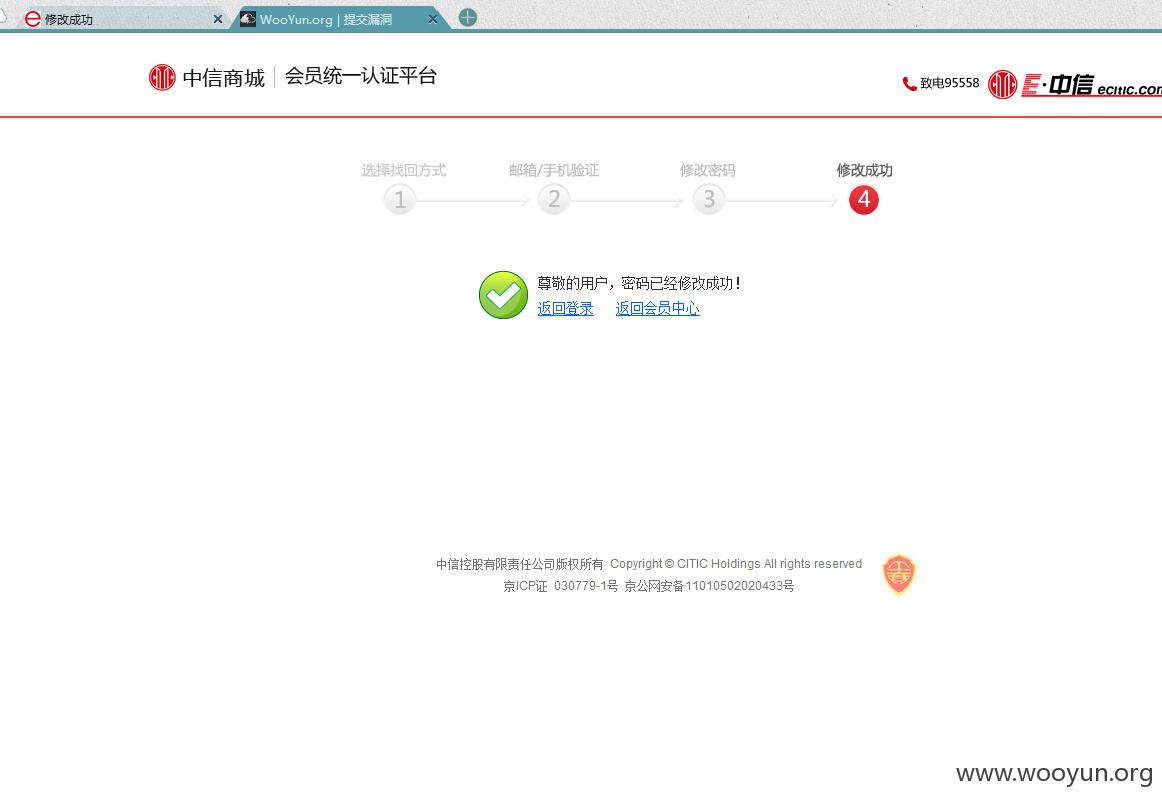 修改成功
WooYun.org | 提交漏洞
中信商城 会员统一认证平台
致电95558
E·中信 ecitic.com
选择找回方式 邮箱/手机验证 修改密码 修改成功
1 2 3 4
尊敬的用户，密码已经修改成功！
返回登录 返回会员中心
中信控股有限责任公司版权所有 Copyright © CITIC Holdings All rights reserved
京ICP证 030779-1号 京公网安备11010502020433号
www.wooyun.org